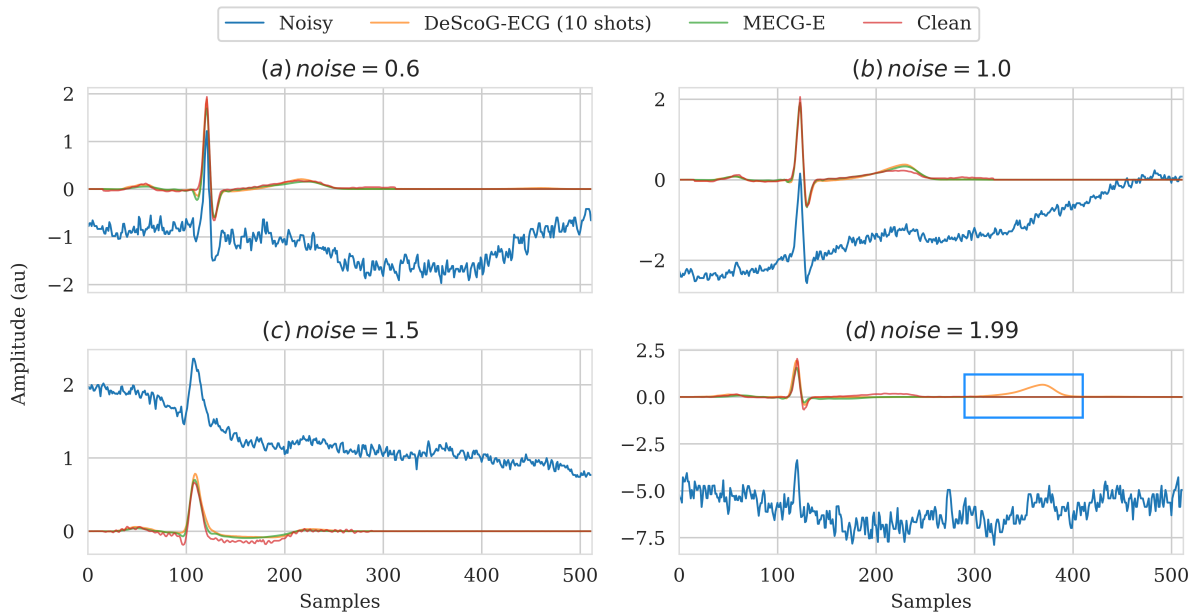 Noisy DeScoG-ECG (10 shots) MECG-E Clean
(a) noise = 0.6
(b) noise = 1.0
2
1
0
−1
−2
2
0
−2
Amplitude (au)
(c) noise = 1.5
(d) noise = 1.99
2
1
0
2.5
0.0
−2.5
−5.0
−7.5
0 100 200 300 400 500
0 100 200 300 400 500
Samples
Samples